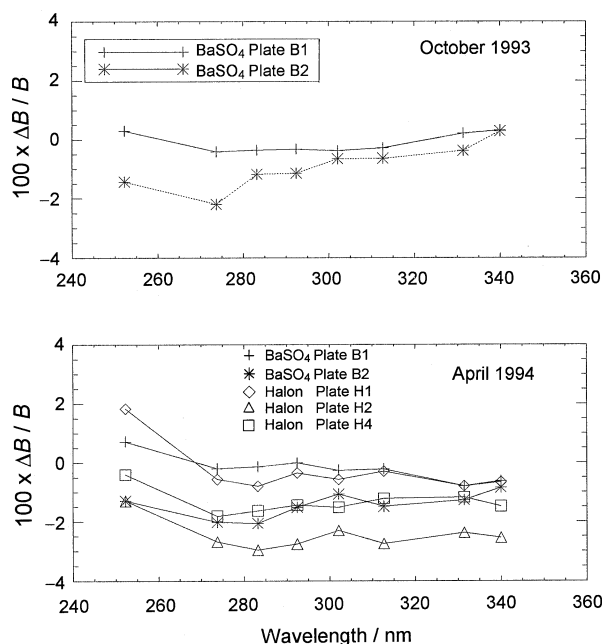 4
2
0
−2
−4
100 x ΔB / B
BaSO4 Plate B1
BaSO4 Plate B2
October 1993
240 260 280 300 320 340 360
4
2
0
−2
−4
100 x ΔB / B
BaSO4 Plate B1
BaSO4 Plate B2
Halon Plate H1
Halon Plate H2
Halon Plate H4
April 1994
240 260 280 300 320 340 360
Wavelength / nm